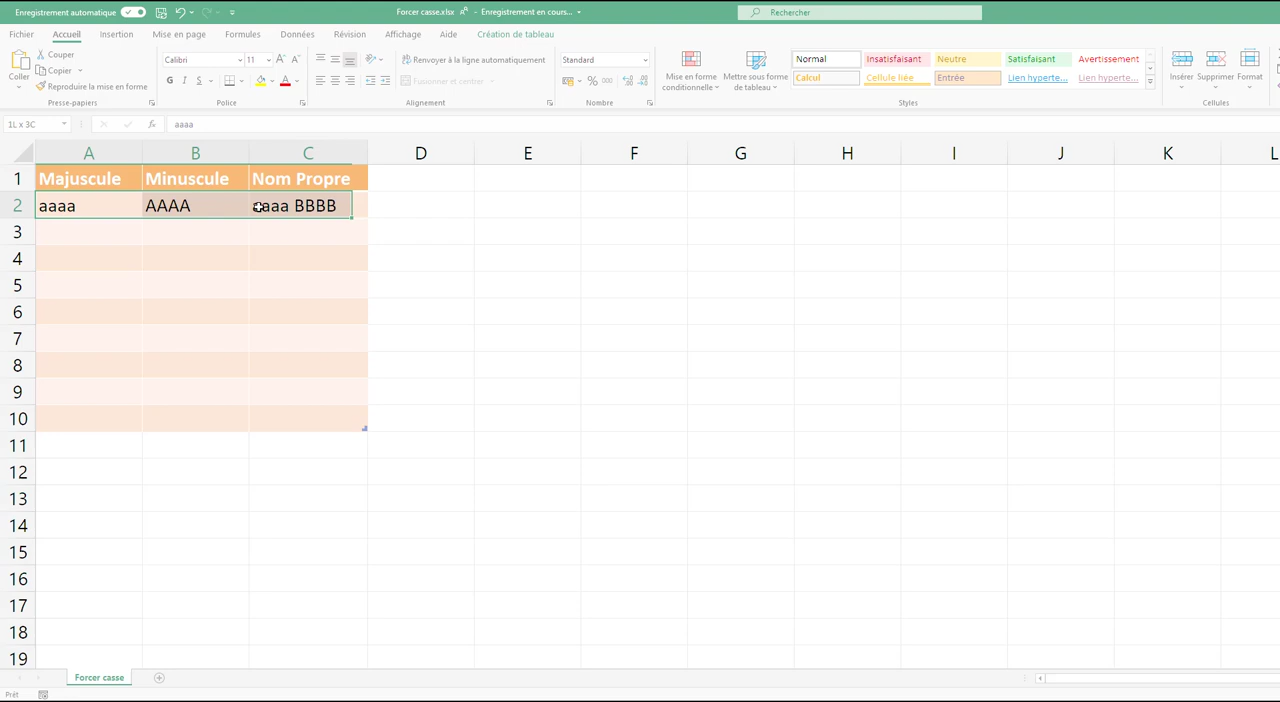 Enregistrement automatique
Forcer casse.xlsx - Enregistrement en cours...
Rechercher
Fichier Accueil Insertion Mise en page Formules Données Révision Affichage Aide Création de tableau
Coller
Couper
Copier
Reproduire la mise en forme
Presse-papiers
Calibri 11
G I S
Police
Renvoyer à la ligne automatiquement
Fusionner et centrer
Alignement
Standard
% 000
Nombre
Mise en forme conditionnelle
Mettre sous forme de tableau
Normal Insatisfaisant Neutre Satisfaisant Avertissement
Calcul Cellule liée Entrée Lien hyperte... Lien hyperte...
Styles
Insérer Supprimer Format
Cellules
1L x 3C fx aaaa
A B C D E F G H I J K L
1 Majuscule Minuscule Nom Propre
2 aaaa AAAA aaaa BBBB
3
4
5
6
7
8
9
10
11
12
13
14
15
16
17
18
19
Forcer casse
Prêt